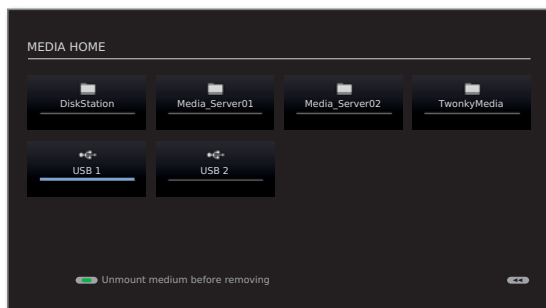 MEDIA HOME
DiskStation Media_Server01 Media_Server02 TwonkyMedia
USB 1 USB 2
Unmount medium before removing